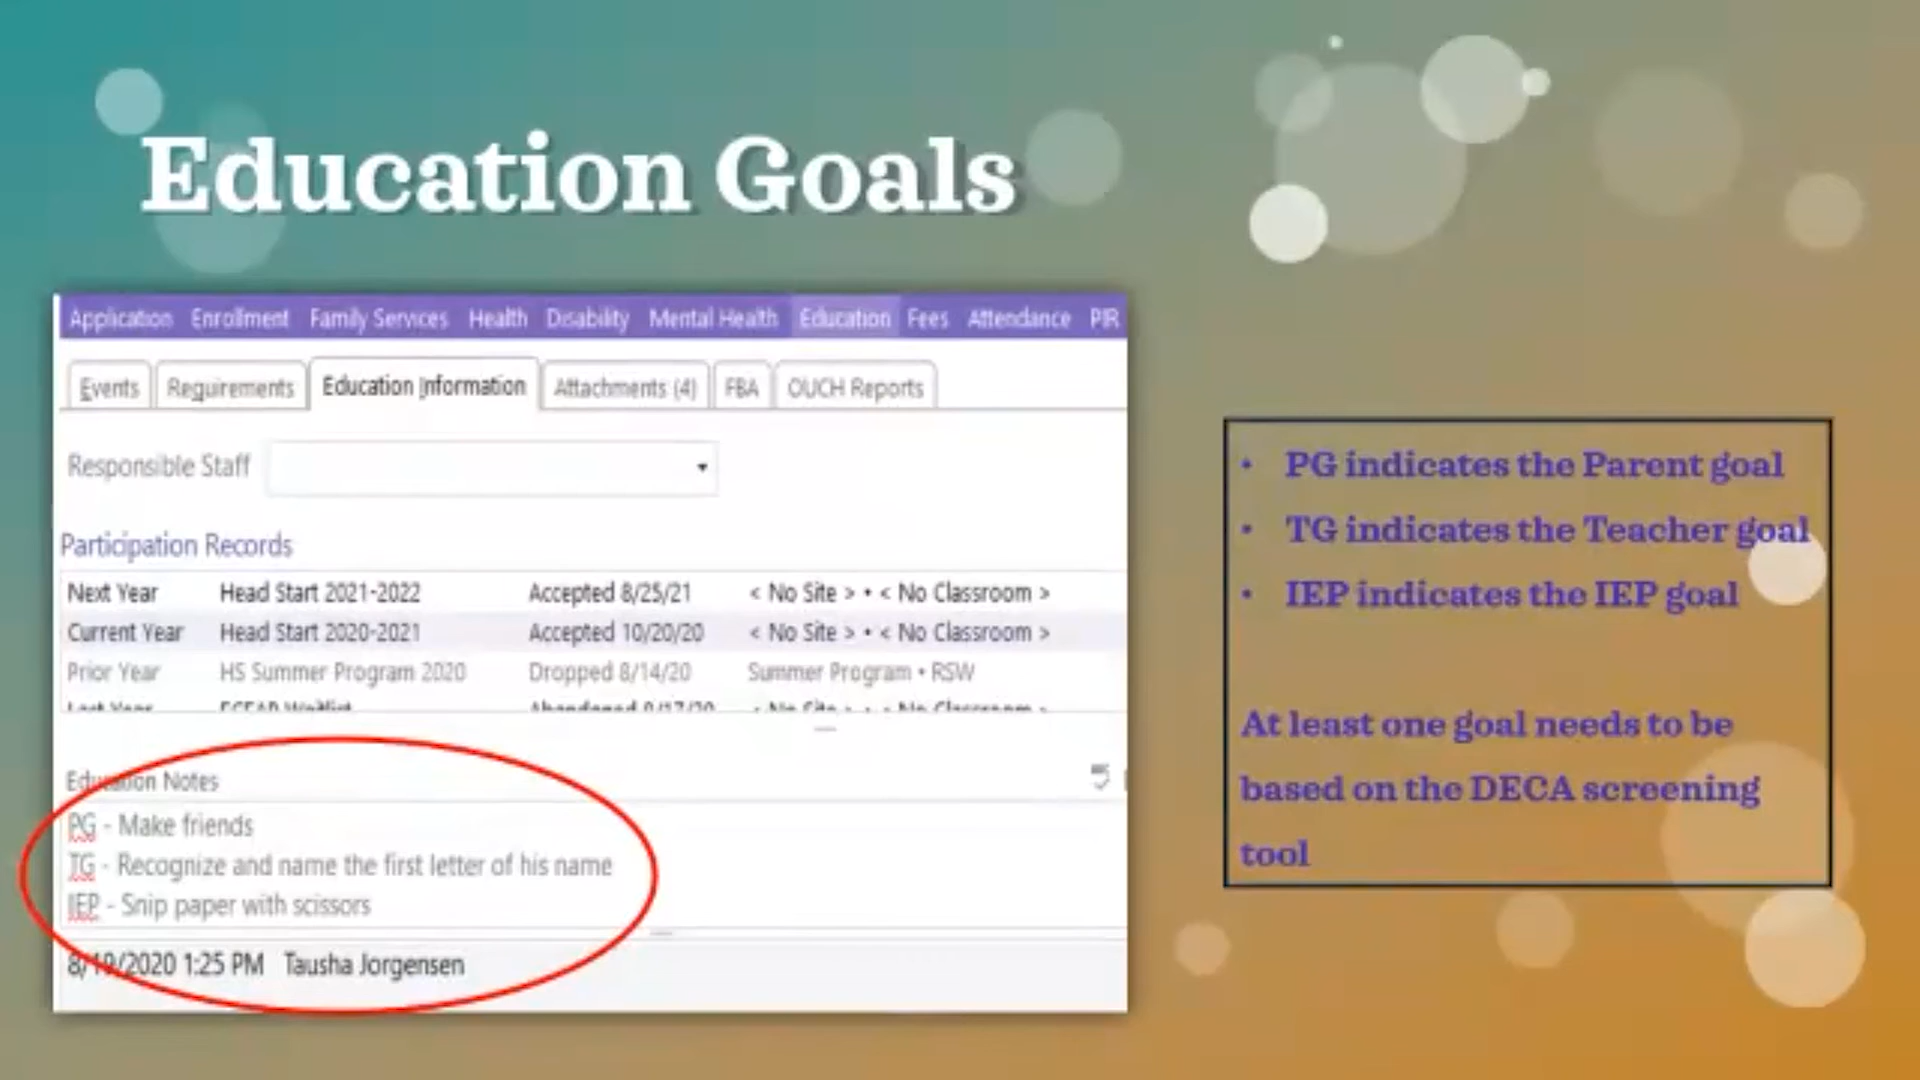 Education Goals
Application Enrollment Family Services Health Disability Mental Health Education Fees Attendance PIR
Events Requirements Education Information Attachments (4) FBA OUCH Reports
Responsible Staff
Participation Records
Next Year Head Start 2021-2022 Accepted 8/25/21 < No Site > • < No Classroom >
Current Year Head Start 2020-2021 Accepted 10/20/20 < No Site > • < No Classroom >
Prior Year HS Summer Program 2020 Dropped 8/14/20 Summer Program • RSW
Education Notes
PG - Make friends
TG - Recognize and name the first letter of his name
IEP - Snip paper with scissors
8/19/2020 1:25 PM Tausha Jorgensen
• PG indicates the Parent goal
• TG indicates the Teacher goal
• IEP indicates the IEP goal
At least one goal needs to be
based on the DECA screening
tool